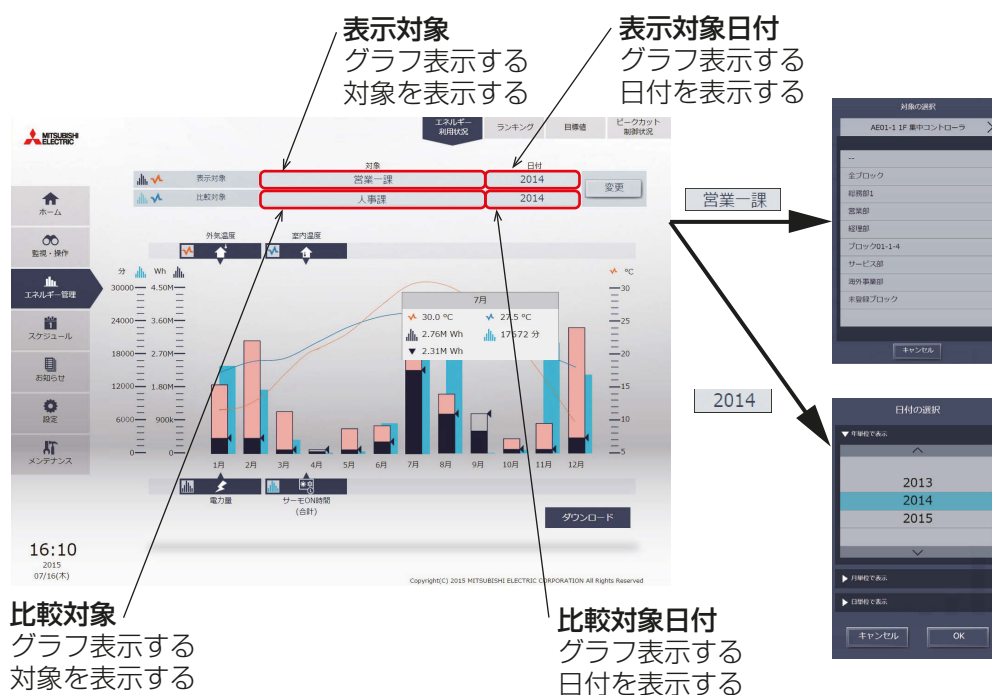 表示対象
グラフ表示する
対象を表示する
表示対象日付
グラフ表示する
日付を表示する
MITSUBISHI
ELECTRIC
エネルギー
利用状況
ランキング
目標値
ピークカット
制御状況
対象
日付
表示対象
営業一課
2014
変更
比較対象
人事課
2014
ホーム
監視・操作
エネルギー管理
スケジュール
お知らせ
設定
メンテナンス
外気温度
室内温度
分
Wh
℃
30000
4.50M
30
24000
3.60M
25
18000
2.70M
20
12000
1.80M
15
6000
900k
10
0
0
5
7月
30.0 ℃
27.5 ℃
2.76M Wh
17672 分
2.31M Wh
1月 2月 3月 4月 5月 6月 7月 8月 9月 10月 11月 12月
電力量
サーモON時間
(合計)
ダウンロード
16:10
2015
07/16(木)
Copyright(C) 2015 MITSUBISHI ELECTRIC CORPORATION All Rights Reserved
比較対象
グラフ表示する
対象を表示する
比較対象日付
グラフ表示する
日付を表示する
営業一課
2014
対象の選択
AE01-1 1F 集中コントローラ
--
全ブロック
総務部1
営業部
経理部
ブロック01-1-4
サービス部
海外事業部
未登録ブロック
キャンセル
日付の選択
▼ 年単位で表示
2013
2014
2015
▶ 月単位で表示
▶ 日単位で表示
キャンセル
OK